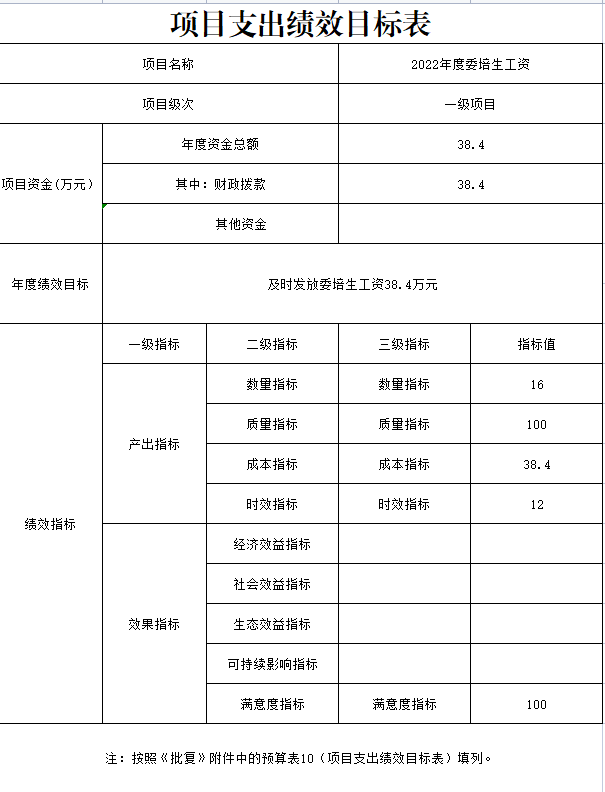 项目支出绩效目标表
项目名称 2022年度委培生工资
项目级次 一级项目
项目资金(万元) 年度资金总额 38.4
其中：财政拨款 38.4
其他资金
年度绩效目标 及时发放委培生工资38.4万元
绩效指标 一级指标 二级指标 三级指标 指标值
产出指标 数量指标 数量指标 16
质量指标 质量指标 100
成本指标 成本指标 38.4
时效指标 时效指标 12
效果指标 经济效益指标
社会效益指标
生态效益指标
可持续影响指标
满意度指标 满意度指标 100
注：按照《批复》附件中的预算表10（项目支出绩效目标表）填列。